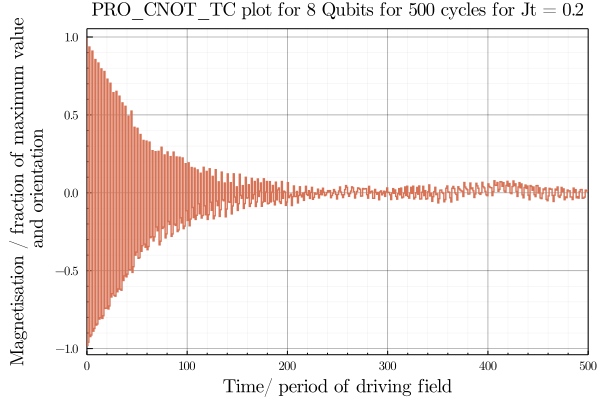 PRO_CNOT_TC plot for 8 Qubits for 500 cycles for Jt = 0.2
Magnetisation / fraction of maximum value
and orientation
1.0
0.5
0.0
−0.5
−1.0
0 100 200 300 400 500
Time/ period of driving field